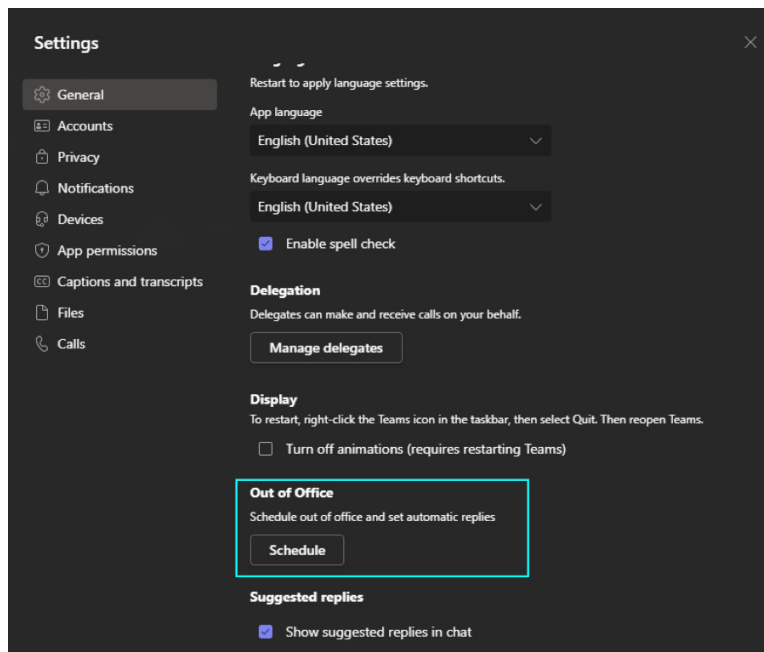 Settings
General
Accounts
Privacy
Notifications
Devices
App permissions
CC Captions and transcripts
Files
Calls
Restart to apply language settings.
App language
English (United States)
Keyboard language overrides keyboard shortcuts.
English (United States)
Enable spell check
Delegation
Delegates can make and receive calls on your behalf.
Manage delegates
Display
To restart, right-click the Teams icon in the taskbar, then select Quit. Then reopen Teams.
Turn off animations (requires restarting Teams)
Out of Office
Schedule out of office and set automatic replies
Schedule
Suggested replies
Show suggested replies in chat